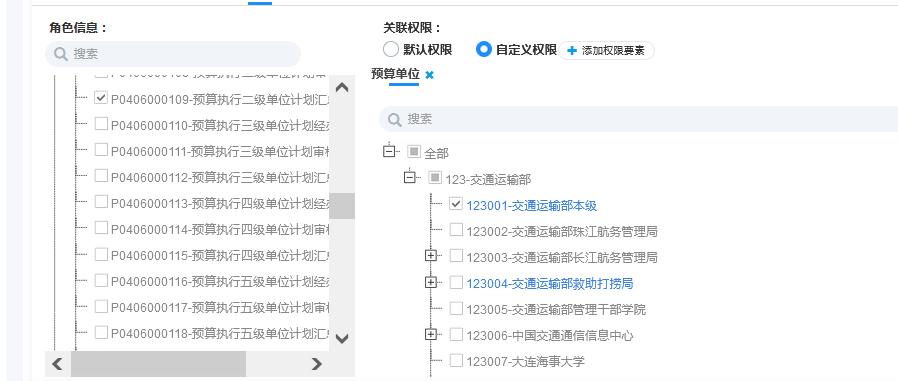 角色信息：
搜索
P0406000109-预算执行二级单位计划汇
P0406000110-预算执行三级单位计划经
P0406000111-预算执行三级单位计划审
P0406000112-预算执行三级单位计划汇
P0406000113-预算执行四级单位计划经
P0406000114-预算执行四级单位计划审
P0406000115-预算执行四级单位计划汇
P0406000116-预算执行五级单位计划经
P0406000117-预算执行五级单位计划审
P0406000118-预算执行五级单位计划汇
关联权限：
默认权限 自定义权限 添加权限要素
预算单位
搜索
全部
123-交通运输部
123001-交通运输部本级
123002-交通运输部珠江航务管理局
123003-交通运输部长江航务管理局
123004-交通运输部救助打捞局
123005-交通运输部管理干部学院
123006-中国交通通信信息中心
123007-大连海事大学